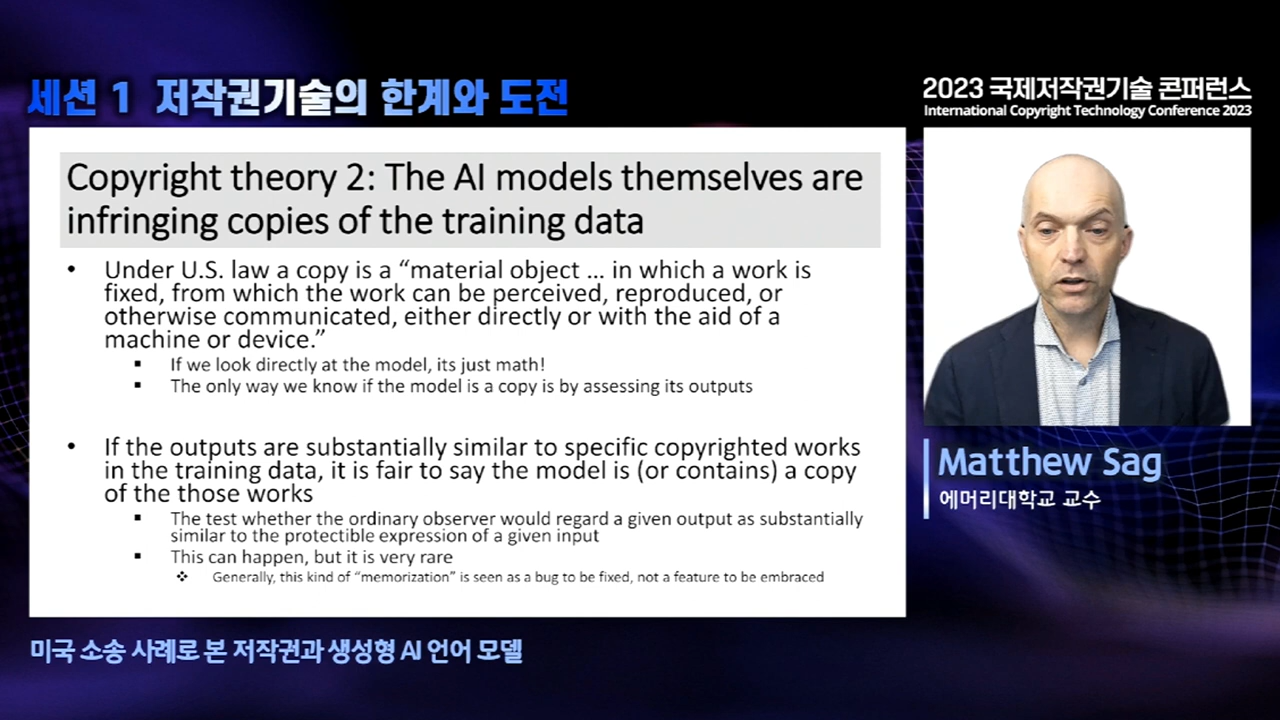 세션 1 저작권기술의 한계와 도전
2023 국제저작권기술 콘퍼런스
International Copyright Technology Conference 2023
Copyright theory 2: The AI models themselves are
infringing copies of the training data
• Under U.S. law a copy is a “material object ... in which a work is
fixed, from which the work can be perceived, reproduced, or
otherwise communicated, either directly or with the aid of a
machine or device.”
▪ If we look directly at the model, its just math!
▪ The only way we know if the model is a copy is by assessing its outputs
• If the outputs are substantially similar to specific copyrighted works
in the training data, it is fair to say the model is (or contains) a copy
of the those works
▪ The test whether the ordinary observer would regard a given output as substantially
similar to the protectible expression of a given input
▪ This can happen, but it is very rare
❖ Generally, this kind of “memorization” is seen as a bug to be fixed, not a feature to be embraced
Matthew Sag
에머리대학교 교수
미국 소송 사례로 본 저작권과 생성형 AI 언어 모델